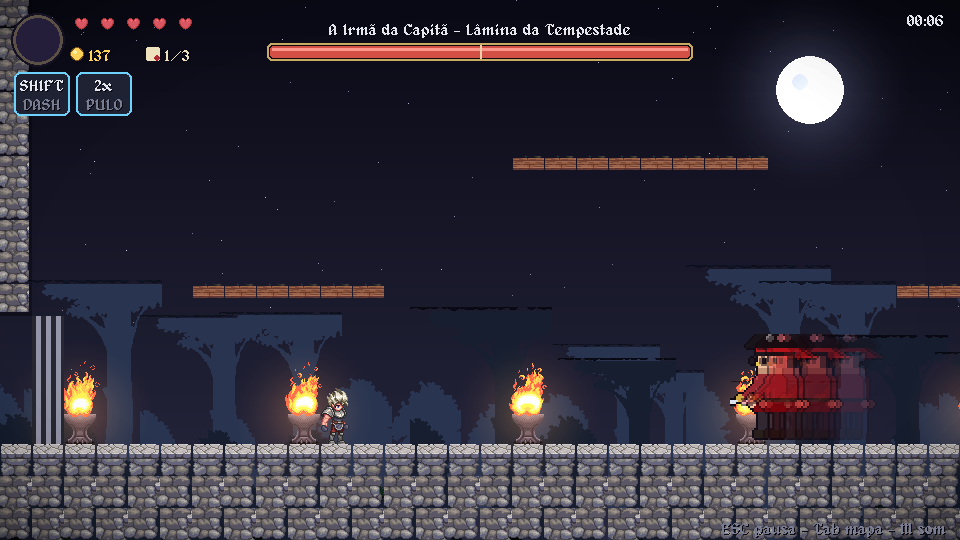 A Irmã da Capitã - Lâmina da Tempestade
00:06
137
1/3
SHIFT
DASH
2x
PULO
ESC pausa - Tab mapa - M som